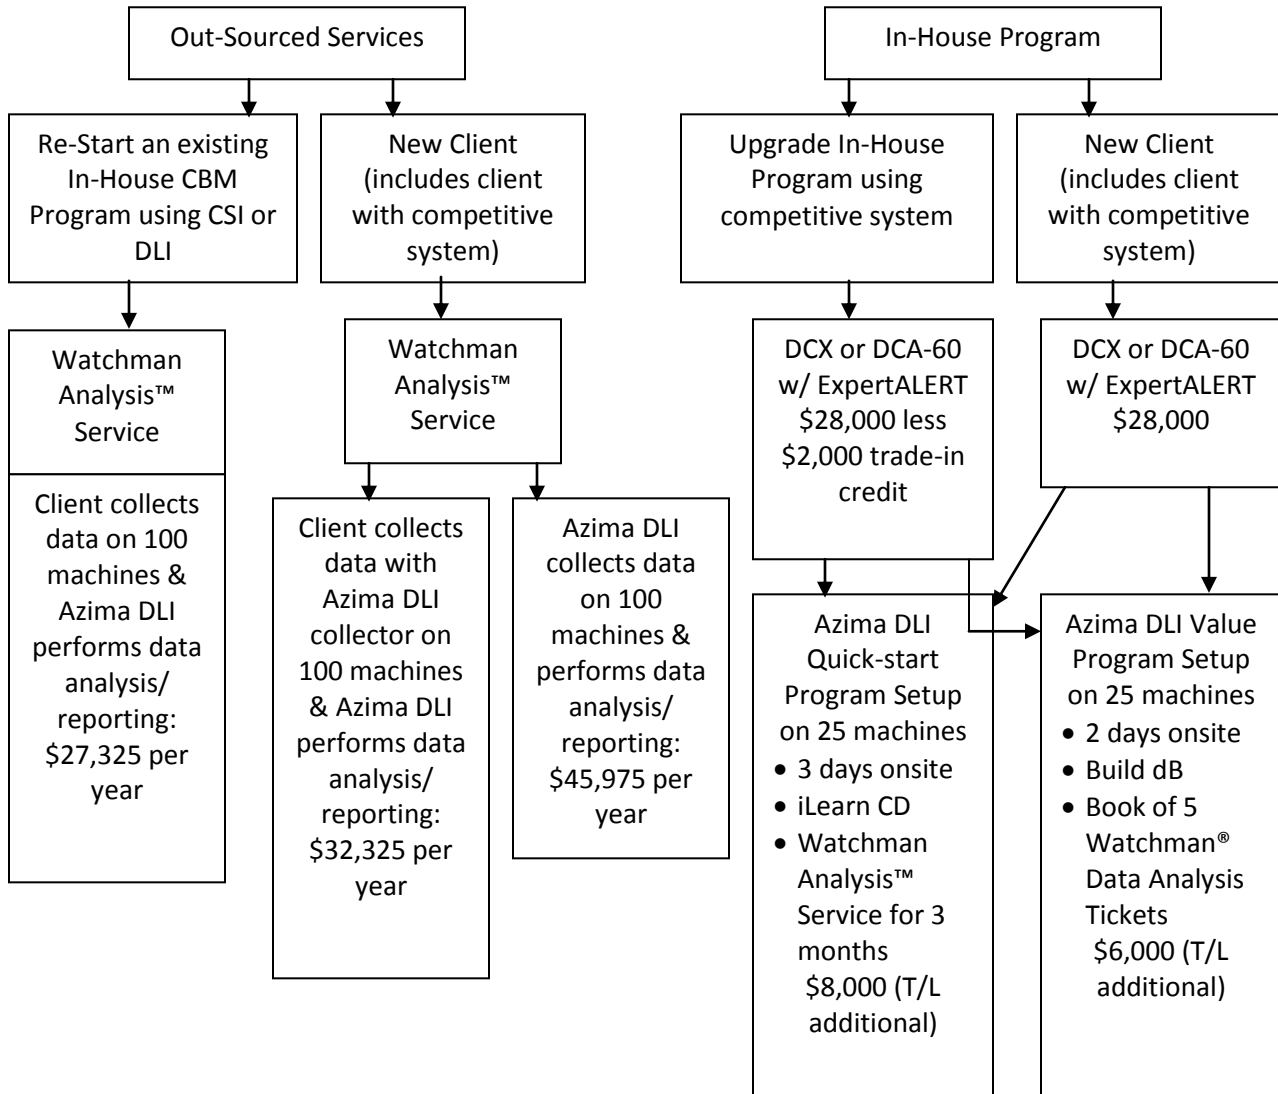 Out-Sourced Services
In-House Program
Re-Start an existing
In-House CBM
Program using CSI or
DLI
New Client
(includes client
with competitive
system)
Upgrade In-House
Program using
competitive system
New Client
(includes client
with competitive
system)
Watchman
Analysis™
Service
Client collects
data on 100
machines &
Azima DLI
performs data
analysis/
reporting:
$27,325 per
year
Watchman
Analysis™
Service
Client collects
data with
Azima DLI
collector on
100 machines
& Azima DLI
performs data
analysis/
reporting:
$32,325 per
year
Azima DLI
collects data
on 100
machines &
performs data
analysis/
reporting:
$45,975 per
year
DCX or DCA-60
w/ ExpertALERT
$28,000 less
$2,000 trade-in
credit
DCX or DCA-60
w/ ExpertALERT
$28,000
Azima DLI
Quick-start
Program Setup
on 25 machines
• 3 days onsite
• iLearn CD
• Watchman
Analysis™
Service for 3
months
$8,000 (T/L
additional)
Azima DLI Value
Program Setup
on 25 machines
• 2 days onsite
• Build dB
• Book of 5
Watchman®
Data Analysis
Tickets
$6,000 (T/L
additional)